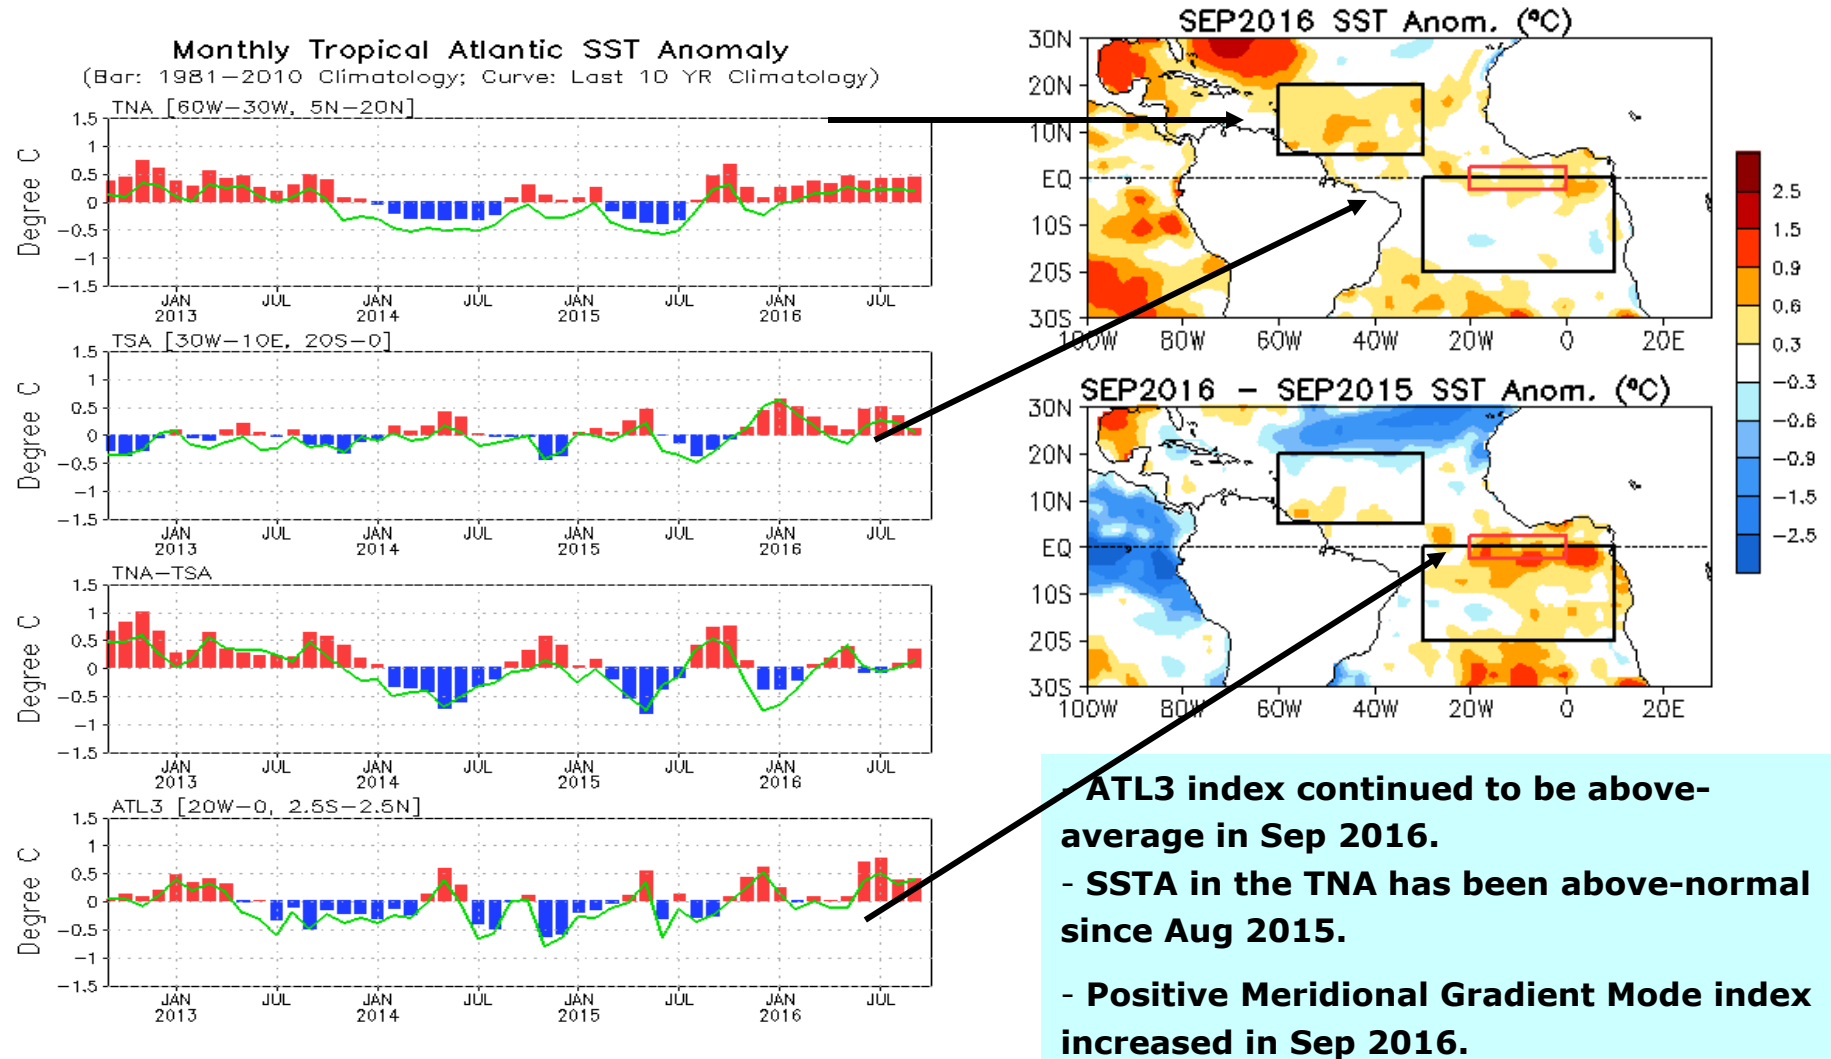 Monthly Tropical Atlantic SST Anomaly
(Bar: 1981-2010 Climatology; Curve: Last 10 YR Climatology)
TNA [60W-30W, 5N-20N]
Degree C
1.5
1
0.5
0
-0.5
-1
-1.5
JAN 2013
JUL
JAN 2014
JUL
JAN 2015
JUL
JAN 2016
JUL
TSA [30W-10E, 20S-0]
Degree C
1.5
1
0.5
0
-0.5
-1
-1.5
JAN 2013
JUL
JAN 2014
JUL
JAN 2015
JUL
JAN 2016
JUL
TNA-TSA
Degree C
1.5
1
0.5
0
-0.5
-1
-1.5
JAN 2013
JUL
JAN 2014
JUL
JAN 2015
JUL
JAN 2016
JUL
ATL3 [20W-0, 2.5S-2.5N]
Degree C
1.5
1
0.5
0
-0.5
-1
-1.5
JAN 2013
JUL
JAN 2014
JUL
JAN 2015
JUL
JAN 2016
JUL
SEP2016 SST Anom. (°C)
30N
20N
10N
EQ
10S
20S
30S
100W 80W 60W 40W 20W 0 20E
SEP2016 - SEP2015 SST Anom. (°C)
30N
20N
10N
EQ
10S
20S
30S
100W 80W 60W 40W 20W 0 20E
2.5
1.5
0.9
0.6
0.3
-0.3
-0.6
-0.9
-1.5
-2.5
- ATL3 index continued to be above-
average in Sep 2016.
- SSTA in the TNA has been above-normal
since Aug 2015.
- Positive Meridional Gradient Mode index
increased in Sep 2016.